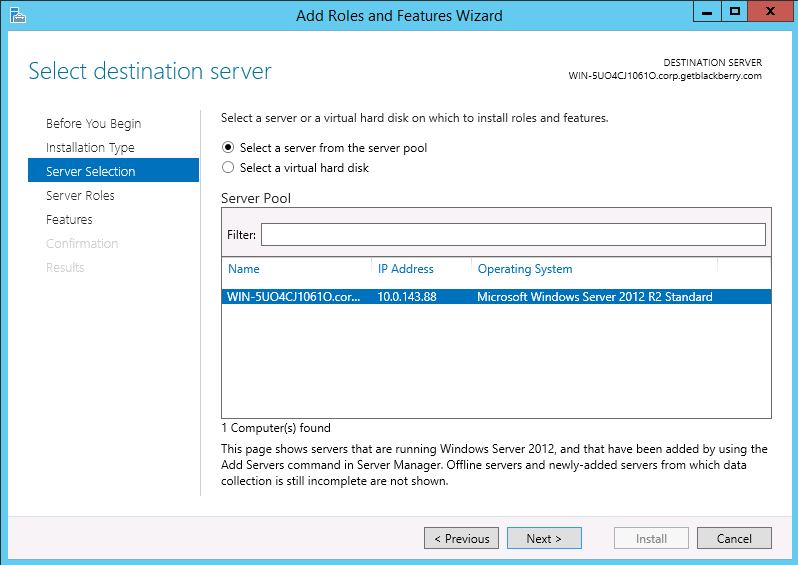 Add Roles and Features Wizard
Select destination server
DESTINATION SERVER
WIN-5UO4CJ1061O.corp.getblackberry.com
Before You Begin
Installation Type
Server Selection
Server Roles
Features
Confirmation
Results
Select a server or a virtual hard disk on which to install roles and features.
Select a server from the server pool
Select a virtual hard disk
Server Pool
Filter:
Name IP Address Operating System
WIN-5UO4CJ1061O.cor... 10.0.143.88 Microsoft Windows Server 2012 R2 Standard
1 Computer(s) found
This page shows servers that are running Windows Server 2012, and that have been added by using the
Add Servers command in Server Manager. Offline servers and newly-added servers from which data
collection is still incomplete are not shown.
< Previous Next > Install Cancel